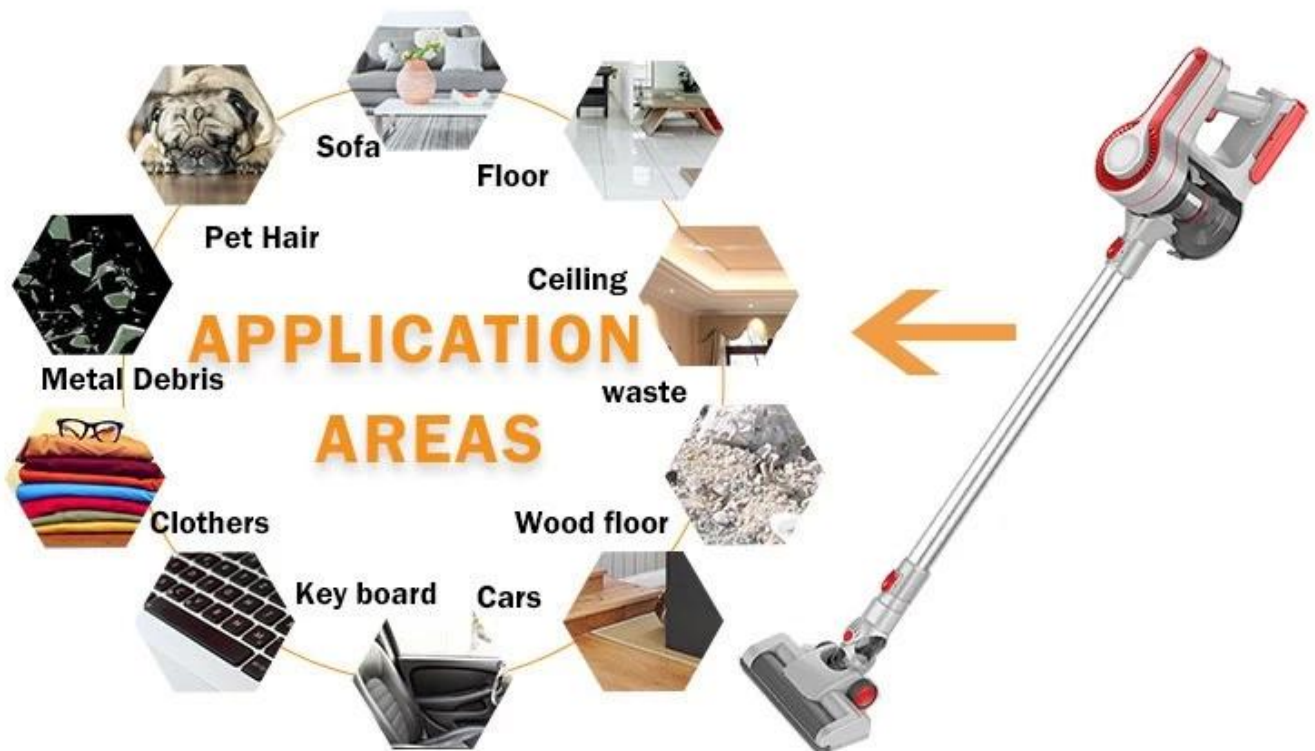 Sofa
Floor
Pet Hair
Ceiling
APPLICATION
AREAS
Metal Debris
waste
Clothers
Wood floor
Key board
Cars